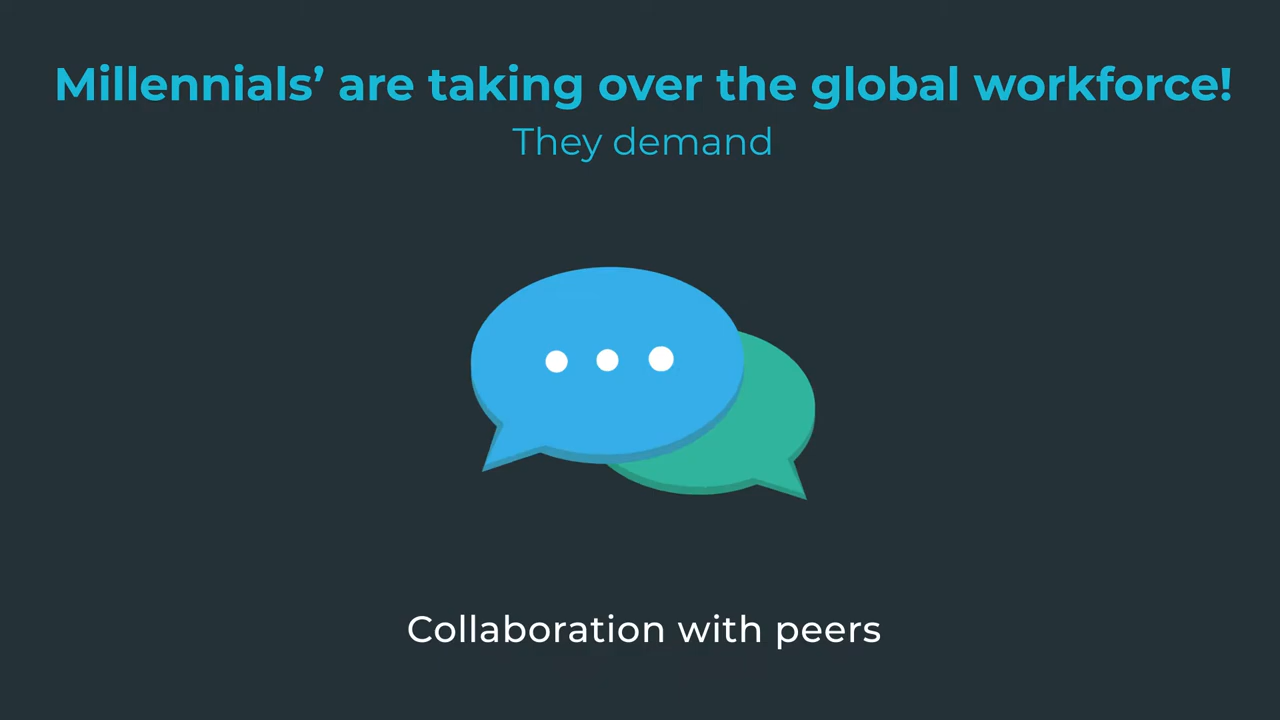 Millennials’ are taking over the global workforce!
They demand
Collaboration with peers